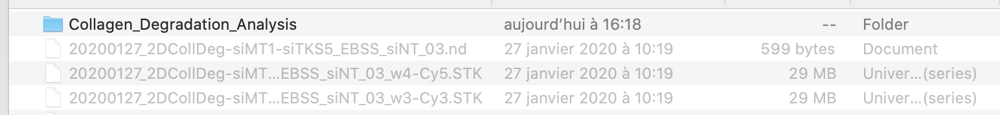 Collagen_Degradation_Analysis aujourd’hui à 16:18 -- Folder
20200127_2DCollDeg-siMT1-siTKS5_EBSS_siNT_03.nd 27 janvier 2020 à 10:19 599 bytes Document
20200127_2DCollDeg-siMT...EBSS_siNT_03_w4-Cy5.STK 27 janvier 2020 à 10:19 29 MB Univer...(series)
20200127_2DCollDeg-siMT...EBSS_siNT_03_w3-Cy3.STK 27 janvier 2020 à 10:19 29 MB Univer...(series)